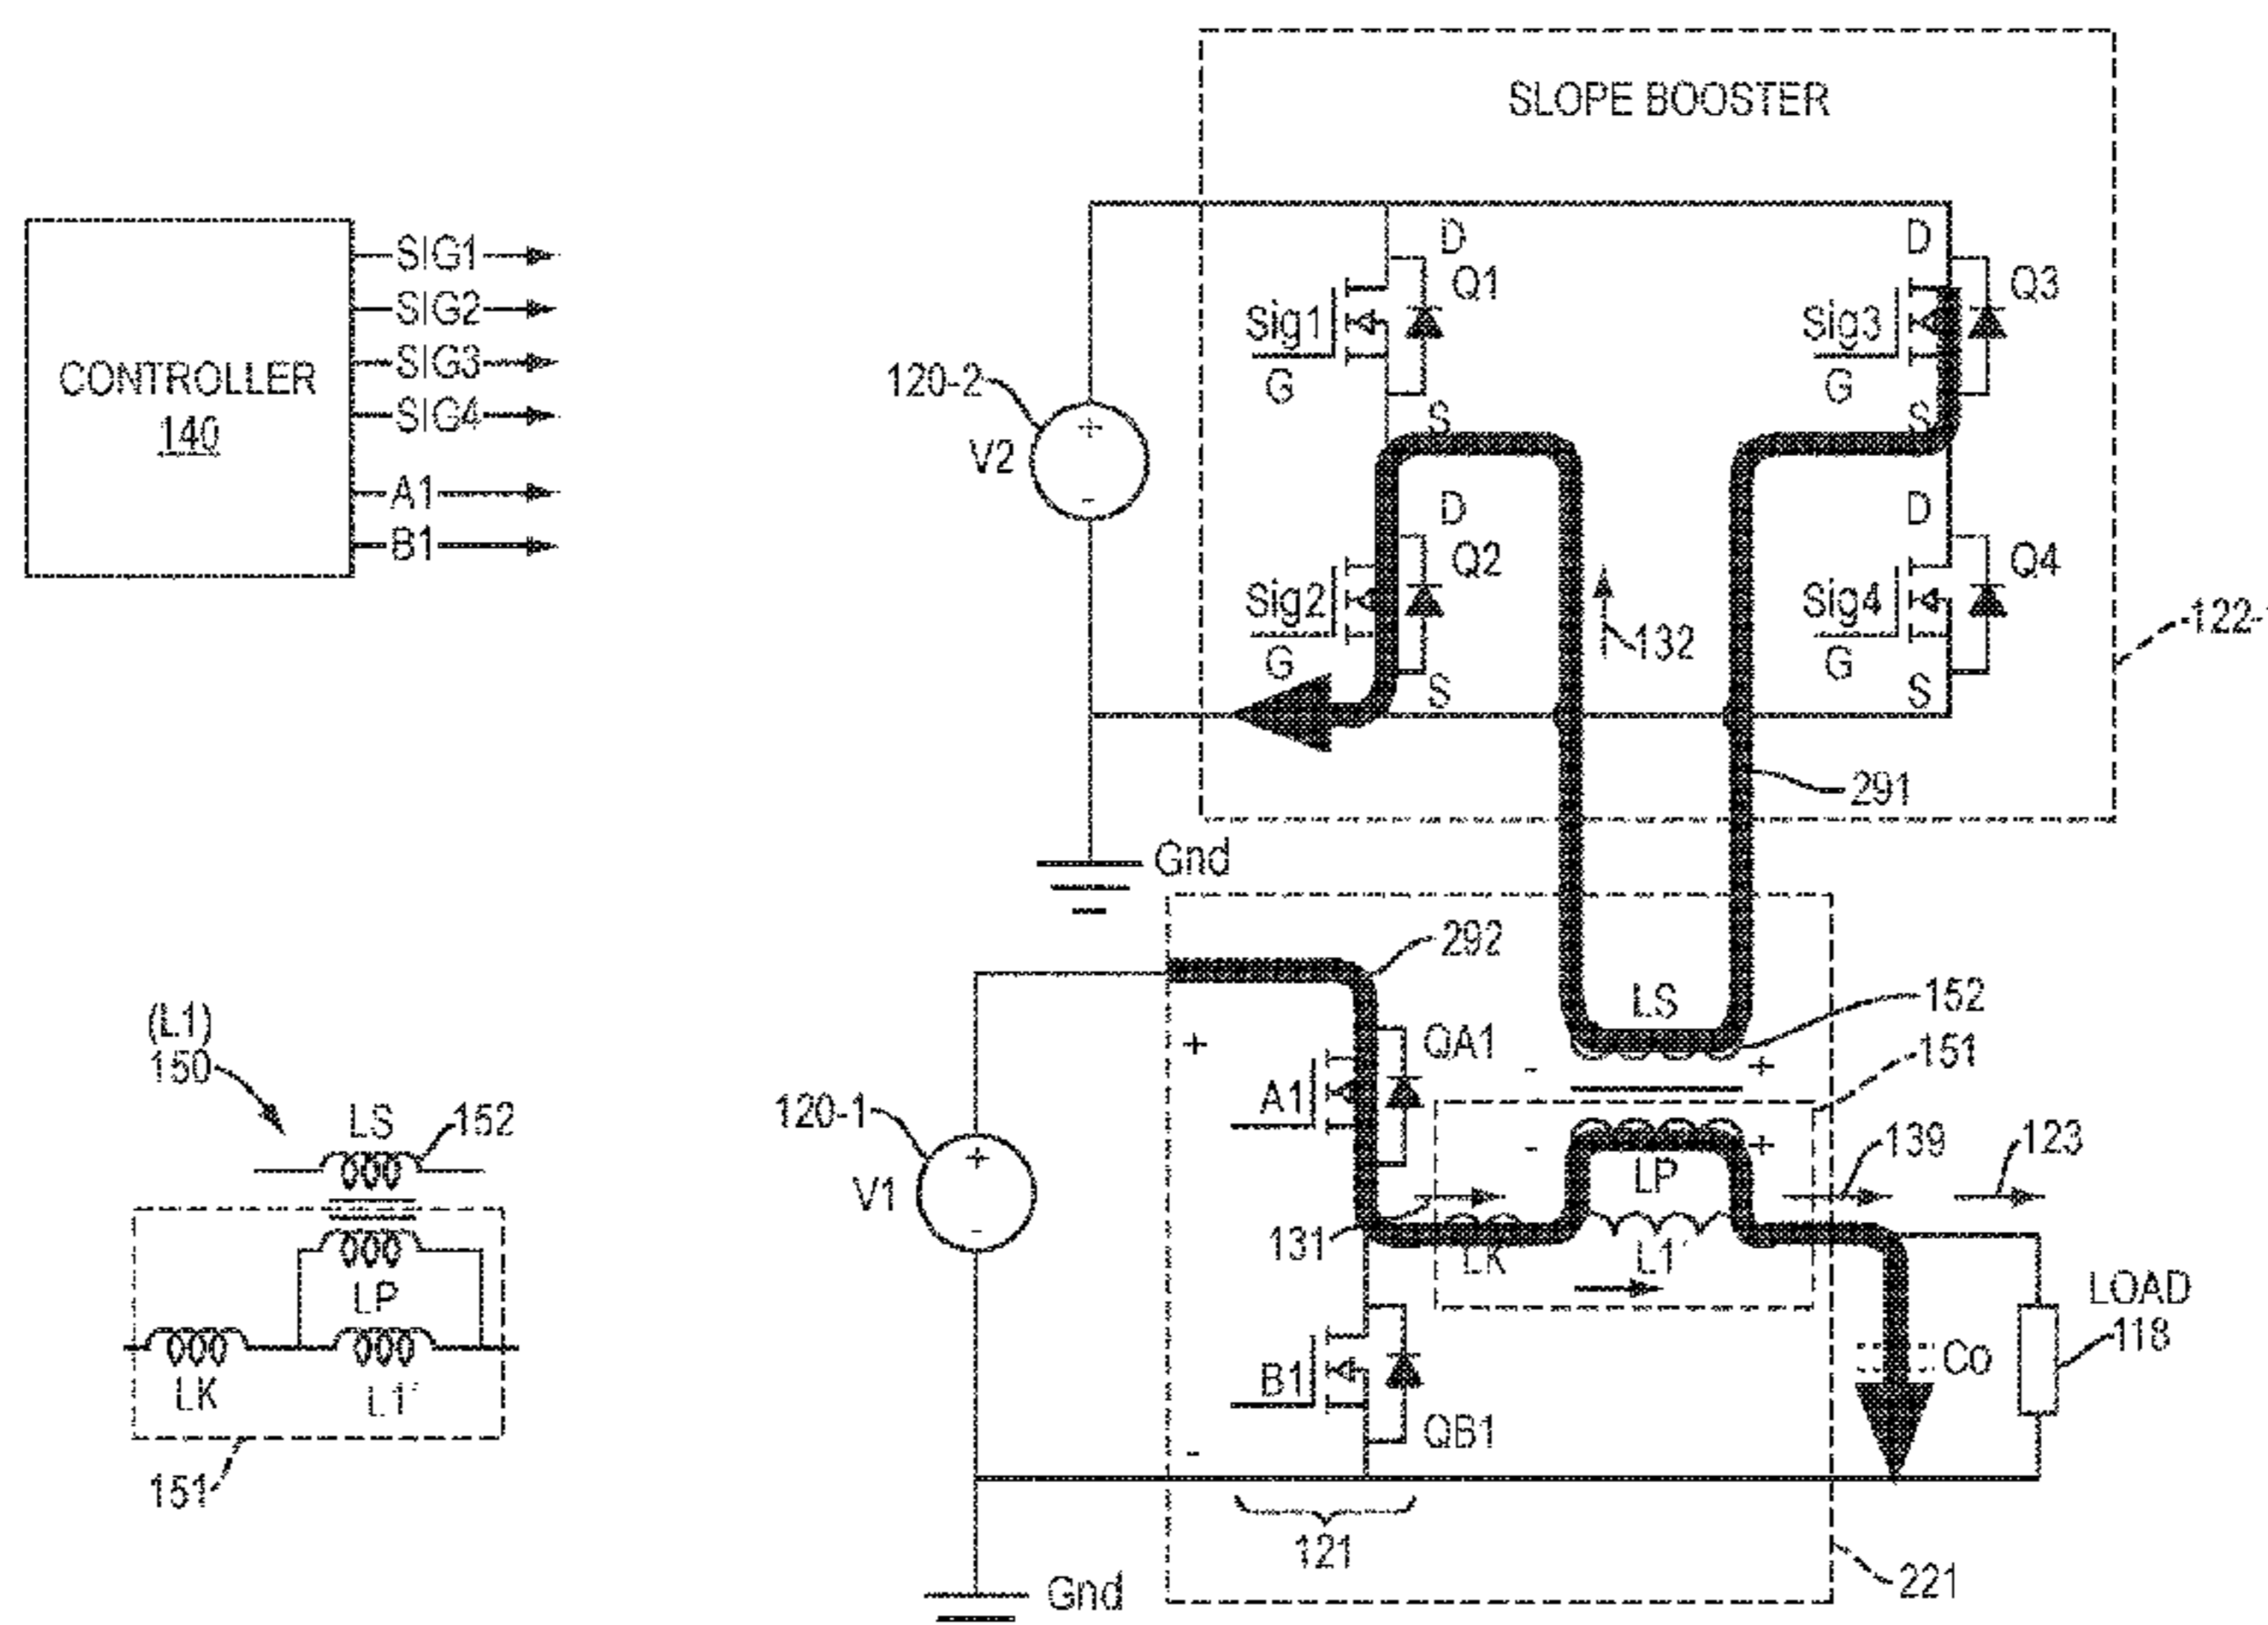 SLOPE BOOSTER
CONTROLLER
140
SIG1
SIG2
SIG3
SIG4
A1
B1
120-2
V2
+
-
Gnd
D
Q1
Sig1
G
S
D
Q3
Sig3
G
S
D
Q2
Sig2
G
S
D
Q4
Sig4
G
S
132
122-1
291
292
LS
152
151
- +
- +
LP
139
123
120-1
V1
+
-
+
-
QA1
A1
131
LK
L1'
B1
QB1
Co
LOAD
118
121
221
Gnd
(L1)
150
LS
152
LP
LK
L1'
151